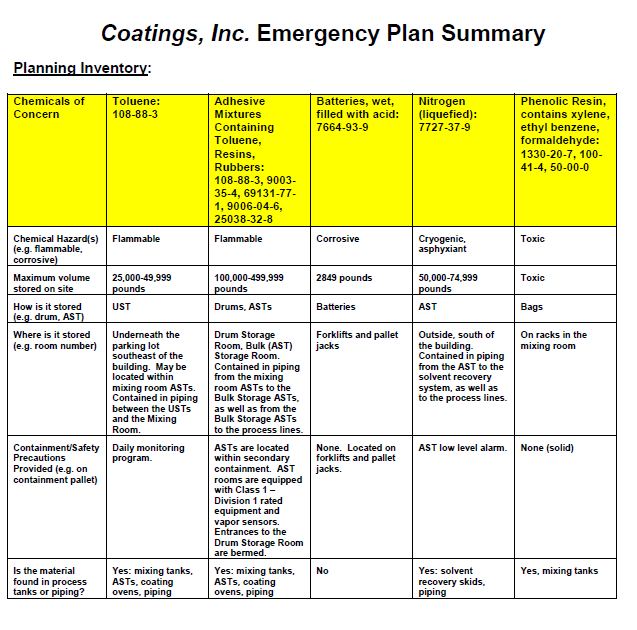 Coatings, Inc. Emergency Plan Summary
Planning Inventory:
Chemicals of
Concern
Toluene:
108-88-3
Adhesive
Mixtures
Containing
Toluene,
Resins,
Rubbers:
108-88-3, 9003-
35-4, 69131-77-
1, 9006-04-6,
25038-32-8
Batteries, wet,
filled with acid:
7664-93-9
Nitrogen
(liquefied):
7727-37-9
Phenolic Resin,
contains xylene,
ethyl benzene,
formaldehyde:
1330-20-7, 100-
41-4, 50-00-0
Chemical Hazard(s)
(e.g. flammable,
corrosive)
Flammable
Flammable
Corrosive
Cryogenic,
asphyxiant
Toxic
Maximum volume
stored on site
25,000-49,999
pounds
100,000-499,999
pounds
2849 pounds
50,000-74,999
pounds
Toxic
How is it stored
(e.g. drum, AST)
UST
Drums, ASTs
Batteries
AST
Bags
Where is it stored
(e.g. room number)
Underneath the
parking lot
southeast of the
building. May be
located within
mixing room ASTs.
Contained in piping
between the USTs
and the Mixing
Room.
Drum Storage
Room, Bulk (AST)
Storage Room.
Contained in piping
from the mixing
room ASTs to the
Bulk Storage ASTs,
as well as from the
Bulk Storage ASTs
to the process lines.
Forklifts and pallet
jacks
Outside, south of
the building.
Contained in piping
from the AST to the
solvent recovery
system, as well as
to the process lines.
On racks in the
mixing room
Containment/Safety
Precautions
Provided (e.g. on
containment pallet)
Daily monitoring
program.
ASTs are located
within secondary
containment. AST
rooms are equipped
with Class 1 –
Division 1 rated
equipment and
vapor sensors.
Entrances to the
Drum Storage Room
are bermed.
None. Located on
forklifts and pallet
jacks.
AST low level alarm.
None (solid)
Is the material
found in process
tanks or piping?
Yes: mixing tanks,
ASTs, coating
ovens, piping
Yes: mixing tanks,
ASTs, coating
ovens, piping
No
Yes: solvent
recovery skids,
piping
Yes, mixing tanks